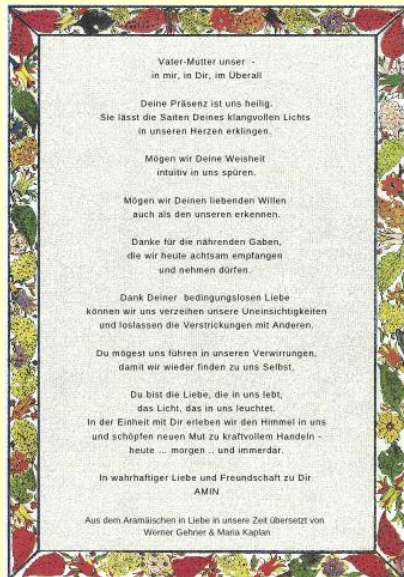 Vater-Mutter unser -
in mir, in Dir, im Überall
Deine Präsenz ist uns heilig.
Sie lässt die Saiten Deines klangvollen Lichts
in unseren Herzen erklingen.
Mögen wir Deine Weisheit
intuitiv in uns spüren.
Mögen wir Deinen liebenden Willen
auch als den unseren erkennen.
Danke für die nährenden Gaben,
die wir heute achtsam empfangen
und nehmen dürfen.
Dank Deiner bedingungslosen Liebe
können wir uns verzeihen unsere Uneinsichtigkeiten
und loslassen die Verstrickungen mit Anderen.
Du mögest uns führen in unseren Verwirrungen,
damit wir wieder finden zu uns Selbst.
Du bist die Liebe, die in uns lebt,
das Licht, das in uns leuchtet.
In der Einheit mit Dir erleben wir den Himmel in uns
und schöpfen neuen Mut zu kraftvollem Handeln -
heute ... morgen .. und immerdar.
In wahrhaftiger Liebe und Freundschaft zu Dir
AMIN
Aus dem Aramäischen in Liebe in unsere Zeit übersetzt von
Werner Gehner & Maria Kaplan